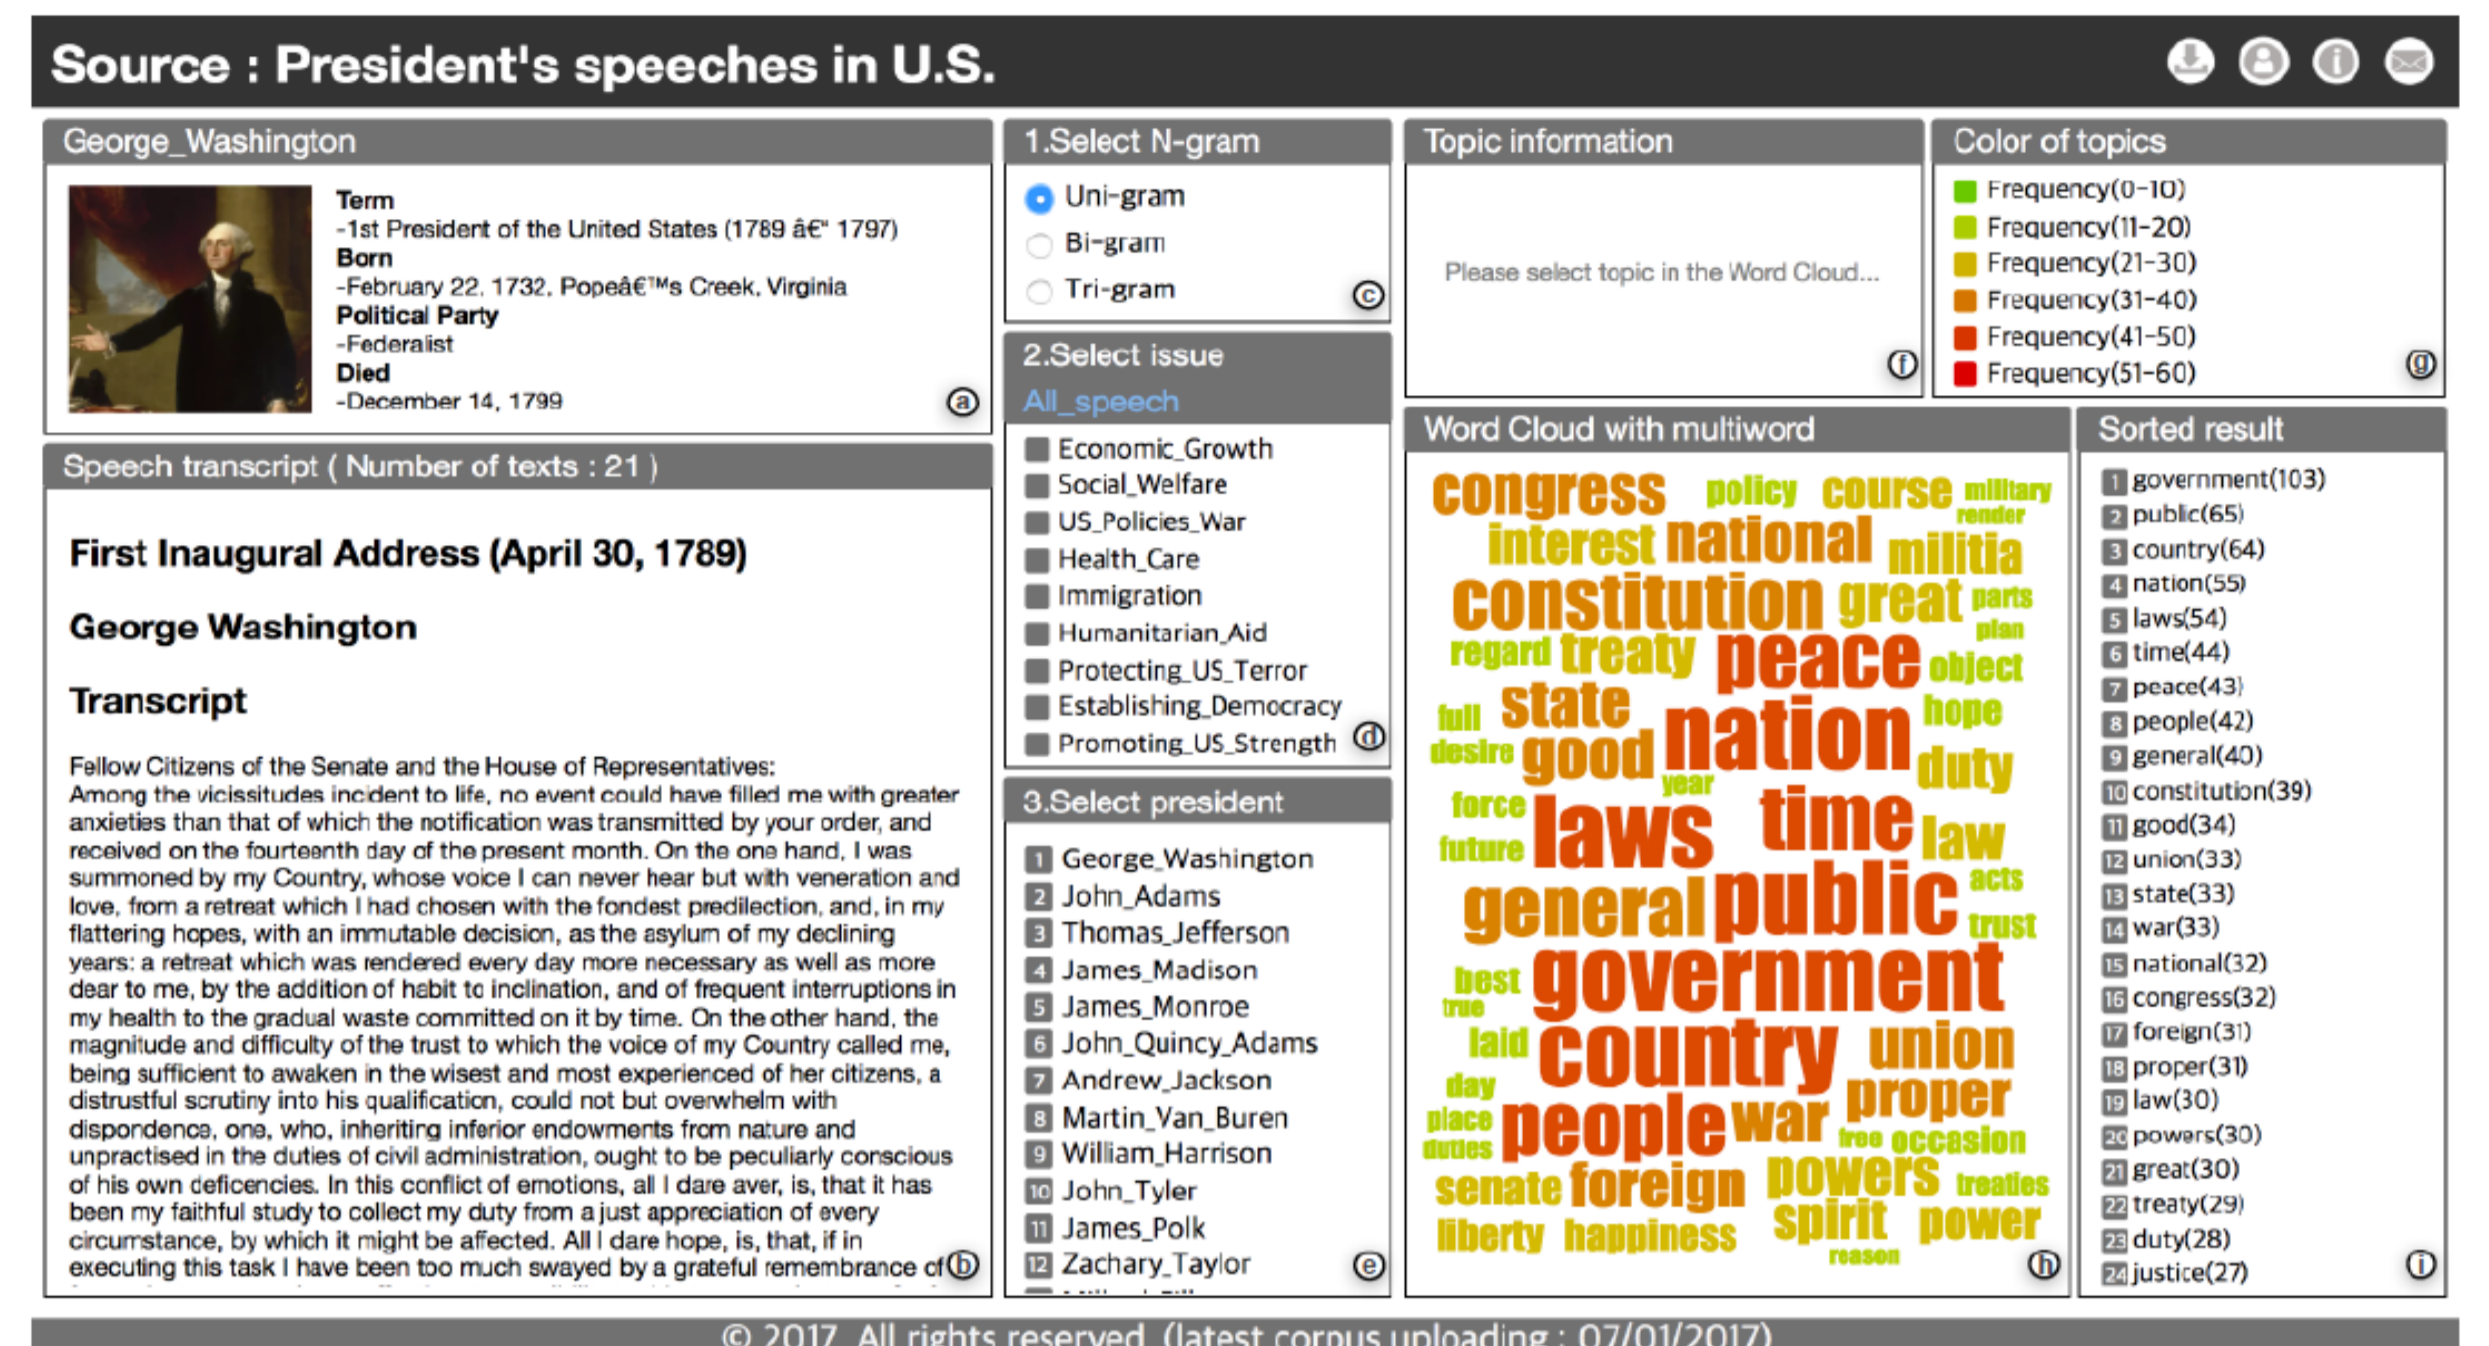 Source : President's speeches in U.S.
George_Washington
Term
-1st President of the United States (1789 â€“ 1797)
Born
-February 22, 1732, Popeâ€™s Creek, Virginia
Political Party
-Federalist
Died
-December 14, 1799
a
Speech transcript ( Number of texts : 21 )
First Inaugural Address (April 30, 1789)
George Washington
Transcript
Fellow Citizens of the Senate and the House of Representatives:
Among the vicissitudes incident to life, no event could have filled me with greater
anxieties than that of which the notification was transmitted by your order, and
received on the fourteenth day of the present month. On the one hand, I was
summoned by my Country, whose voice I can never hear but with veneration and
love, from a retreat which I had chosen with the fondest predilection, and, in my
flattering hopes, with an immutable decision, as the asylum of my declining
years: a retreat which was rendered every day more necessary as well as more
dear to me, by the addition of habit to inclination, and of frequent interruptions in
my health to the gradual waste committed on it by time. On the other hand, the
magnitude and difficulty of the trust to which the voice of my Country called me,
being sufficient to awaken in the wisest and most experienced of her citizens, a
distrustful scrutiny into his qualification, could not but overwhelm with
dispondence, one, who, inheriting inferior endowments from nature and
unpractised in the duties of civil administration, ought to be peculiarly conscious
of his own deficencies. In this conflict of emotions, all I dare aver, is, that it has
been my faithful study to collect my duty from a just appreciation of every
circumstance, by which it might be affected. All I dare hope, is, that, if in
executing this task I have been too much swayed by a grateful remembrance of
b
1.Select N-gram
Uni-gram
Bi-gram
Tri-gram
c
2.Select issue
All_speech
Economic_Growth
Social_Welfare
US_Policies_War
Health_Care
Immigration
Humanitarian_Aid
Protecting_US_Terror
Establishing_Democracy
Promoting_US_Strength
d
3.Select president
1 George_Washington
2 John_Adams
3 Thomas_Jefferson
4 James_Madison
5 James_Monroe
6 John_Quincy_Adams
7 Andrew_Jackson
8 Martin_Van_Buren
9 William_Harrison
10 John_Tyler
11 James_Polk
12 Zachary_Taylor
e
Topic information
Please select topic in the Word Cloud...
f
Color of topics
Frequency(0-10)
Frequency(11-20)
Frequency(21-30)
Frequency(31-40)
Frequency(41-50)
Frequency(51-60)
g
Word Cloud with multiword
congress policy course military
render
interest national militia
constitution great parts
plan
regard treaty peace object
full state nation hope
desire good duty
year
force laws time law
future
general public acts
trust
best government
true
laid country union
day
place people war proper
duties free occasion
senate foreign powers treaties
liberty happiness spirit power
reason
h
Sorted result
1 government(103)
2 public(65)
3 country(64)
4 nation(55)
5 laws(54)
6 time(44)
7 peace(43)
8 people(42)
9 general(40)
10 constitution(39)
11 good(34)
12 union(33)
13 state(33)
14 war(33)
15 national(32)
16 congress(32)
17 foreign(31)
18 proper(31)
19 law(30)
20 powers(30)
21 great(30)
22 treaty(29)
23 duty(28)
24 justice(27)
i
© 2017 All rights reserved (latest corpus uploading : 07/01/2017)